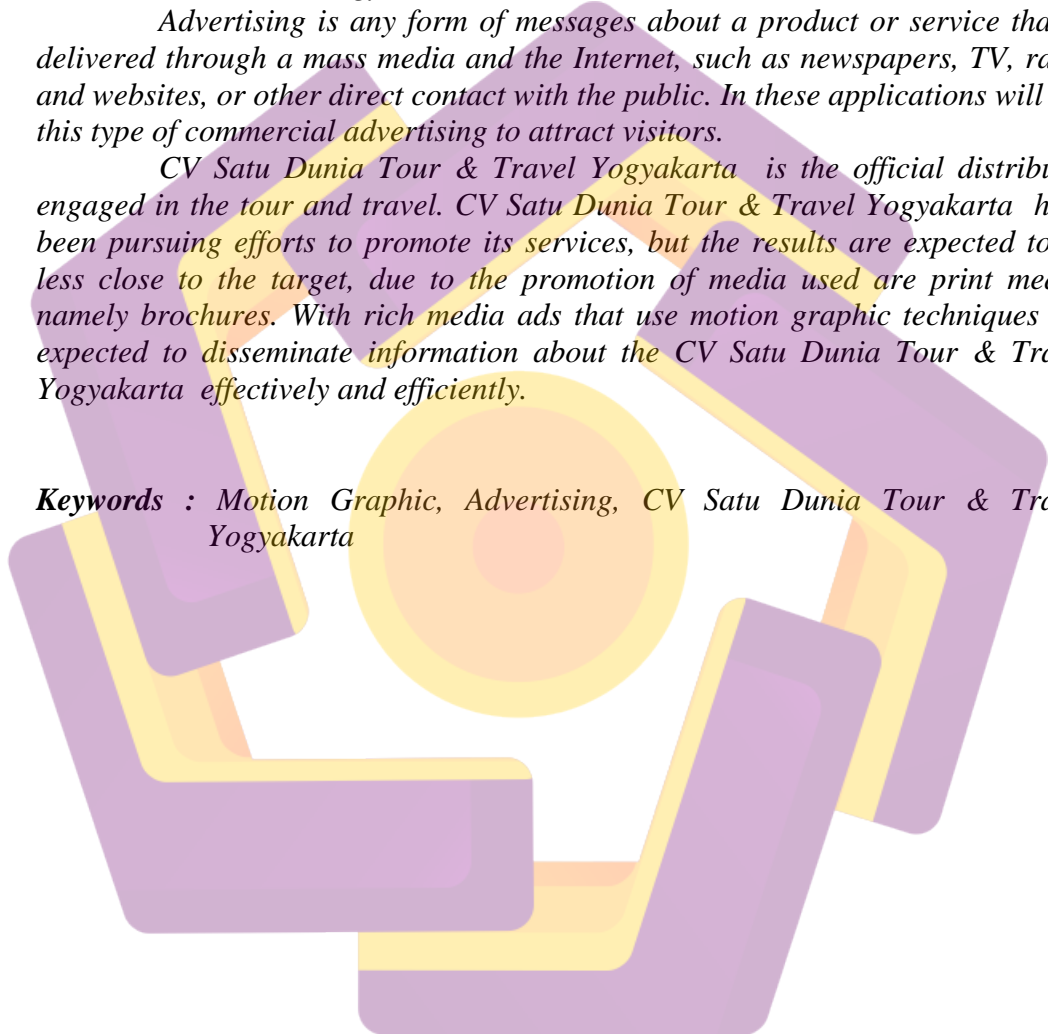 Advertising is any form of messages about a product or service tha
delivered through a mass media and the Internet, such as newspapers, TV, ra
and websites, or other direct contact with the public. In these applications will
this type of commercial advertising to attract visitors.
CV Satu Dunia Tour & Travel Yogyakarta is the official distribu
engaged in the tour and travel. CV Satu Dunia Tour & Travel Yogyakarta h
been pursuing efforts to promote its services, but the results are expected to
less close to the target, due to the promotion of media used are print med
namely brochures. With rich media ads that use motion graphic techniques
expected to disseminate information about the CV Satu Dunia Tour & Tra
Yogyakarta effectively and efficiently.
Keywords : Motion Graphic, Advertising, CV Satu Dunia Tour & Tra
Yogyakarta